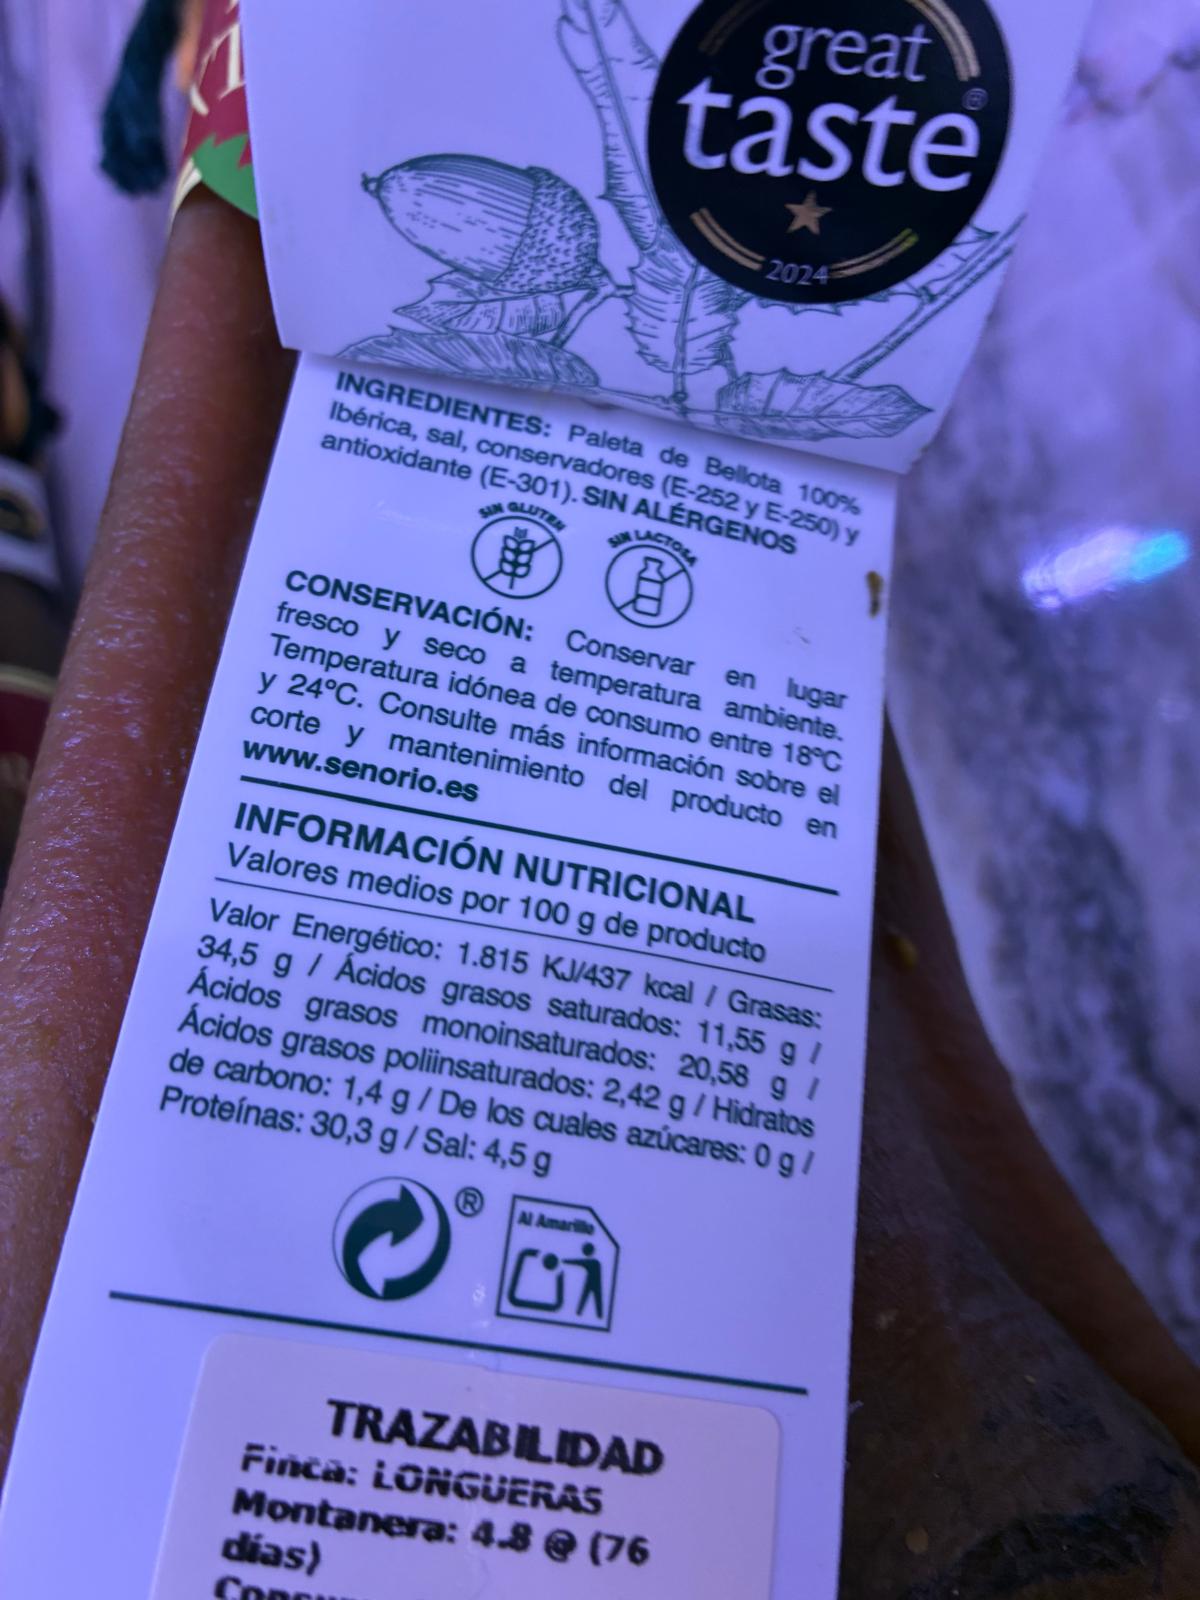 great
taste®
2024
INGREDIENTES: Paleta de Bellota 100%
Ibérica, sal, conservadores (E-252 y E-250) y
antioxidante (E-301). SIN ALÉRGENOS
SIN GLUTEN
SIN LACTOSA
CONSERVACIÓN: Conservar en lugar
fresco y seco a temperatura ambiente.
Temperatura idónea de consumo entre 18ºC
y 24ºC. Consulte más información sobre el
corte y mantenimiento del producto en
www.senorio.es
INFORMACIÓN NUTRICIONAL
Valores medios por 100 g de producto
Valor Energético: 1.815 KJ/437 kcal / Grasas:
34,5 g / Ácidos grasos saturados: 11,55 g /
Ácidos grasos monoinsaturados: 20,58 g /
Ácidos grasos poliinsaturados: 2,42 g / Hidratos
de carbono: 1,4 g / De los cuales azúcares: 0 g /
Proteínas: 30,3 g / Sal: 4,5 g
®
Al Amarillo
TRAZABILIDAD
Finca: LONGUERAS
Montanera: 4.8 @ (76
días)